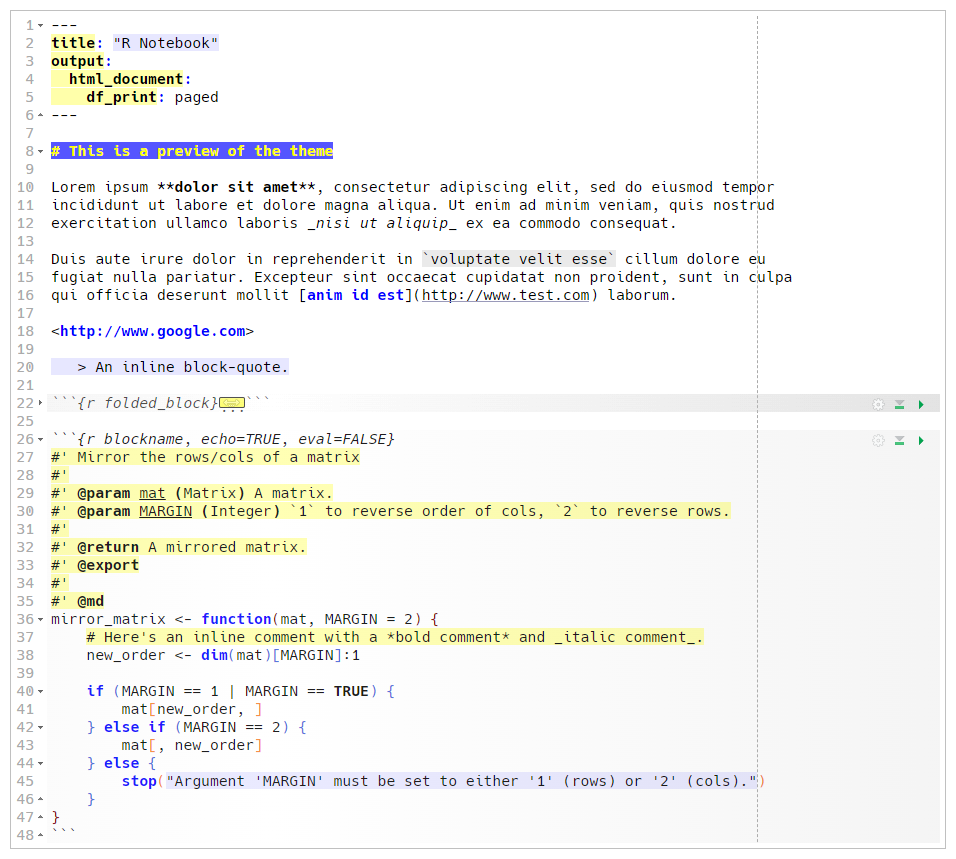 1 ---
2 title: "R Notebook"
3 output:
4   html_document:
5     df_print: paged
6 ---
7
8 # This is a preview of the theme
9
10 Lorem ipsum **dolor sit amet**, consectetur adipiscing elit, sed do eiusmod tempor
11 incididunt ut labore et dolore magna aliqua. Ut enim ad minim veniam, quis nostrud
12 exercitation ullamco laboris _nisi ut aliquip_ ex ea commodo consequat.
13
14 Duis aute irure dolor in reprehenderit in `voluptate velit esse` cillum dolore eu
15 fugiat nulla pariatur. Excepteur sint occaecat cupidatat non proident, sunt in culpa
16 qui officia deserunt mollit [anim id est](http://www.test.com) laborum.
17
18 <http://www.google.com>
19
20    > An inline block-quote.
21
22 ```{r folded_block}...```
25
26 ```{r blockname, echo=TRUE, eval=FALSE}
27 #' Mirror the rows/cols of a matrix
28 #'
29 #' @param mat (Matrix) A matrix.
30 #' @param MARGIN (Integer) `1` to reverse order of cols, `2` to reverse rows.
31 #'
32 #' @return A mirrored matrix.
33 #' @export
34 #'
35 #' @md
36 mirror_matrix <- function(mat, MARGIN = 2) {
37     # Here's an inline comment with a *bold comment* and _italic comment_.
38     new_order <- dim(mat)[MARGIN]:1
39
40     if (MARGIN == 1 | MARGIN == TRUE) {
41         mat[new_order, ]
42     } else if (MARGIN == 2) {
43         mat[, new_order]
44     } else {
45         stop("Argument 'MARGIN' must be set to either '1' (rows) or '2' (cols).")
46     }
47 }
48 ```